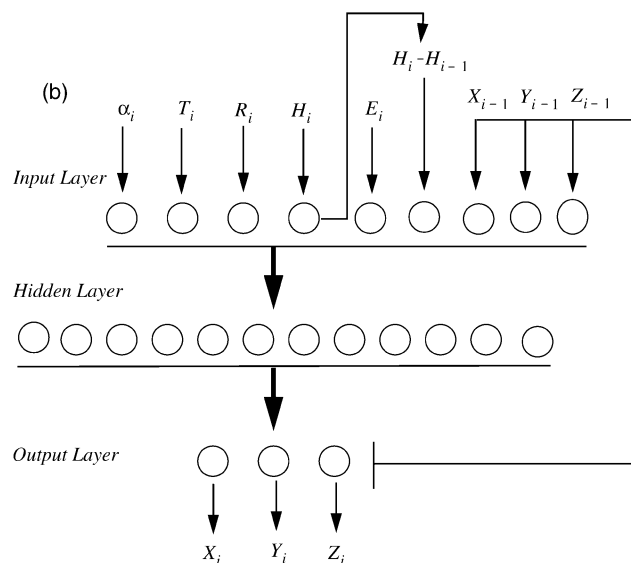 H_i - H_{i-1}
(b)
α_i T_i R_i H_i E_i X_{i-1} Y_{i-1} Z_{i-1}
Input Layer
Hidden Layer
Output Layer
X_i Y_i Z_i